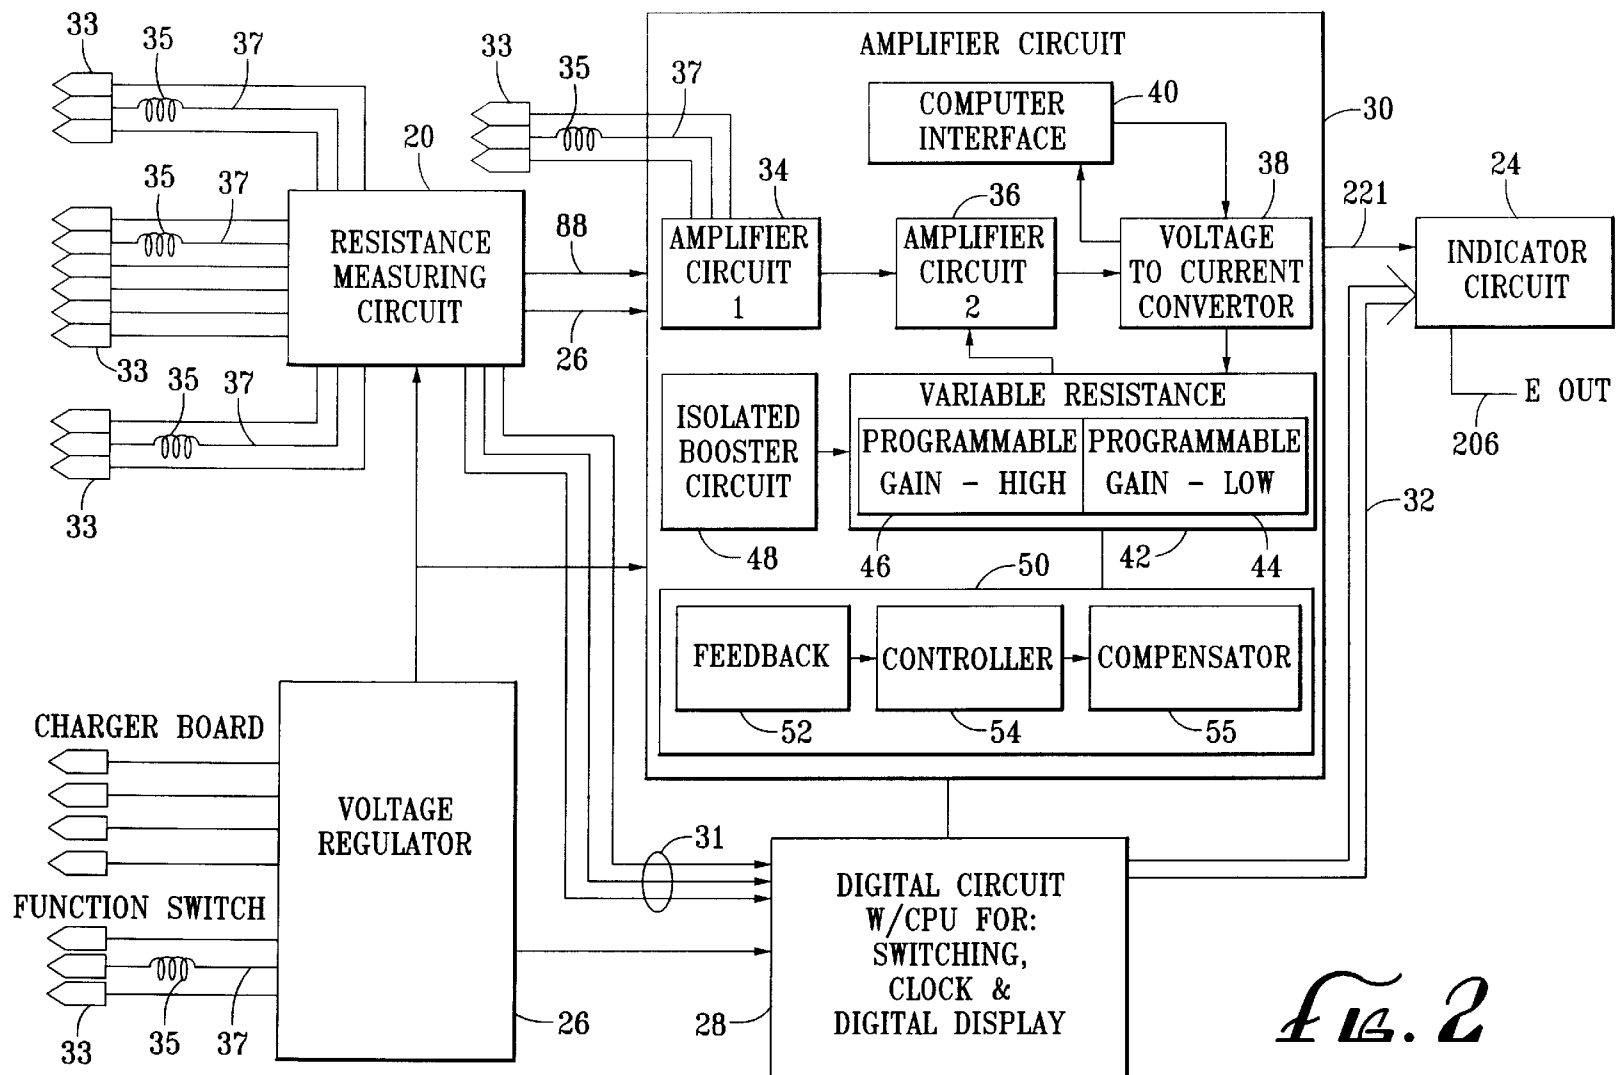 33
35
37
33
35
37
AMPLIFIER CIRCUIT
COMPUTER
INTERFACE
40
30
20
35
37
34
36
38
221
24
RESISTANCE
MEASURING
CIRCUIT
88
26
AMPLIFIER
CIRCUIT
1
AMPLIFIER
CIRCUIT
2
VOLTAGE
TO CURRENT
CONVERTOR
INDICATOR
CIRCUIT
33
35
37
33
ISOLATED
BOOSTER
CIRCUIT
VARIABLE RESISTANCE
PROGRAMMABLE
GAIN – HIGH
PROGRAMMABLE
GAIN – LOW
E OUT
206
32
48
46
42
44
50
FEEDBACK
CONTROLLER
COMPENSATOR
52
54
55
CHARGER BOARD
VOLTAGE
REGULATOR
31
FUNCTION SWITCH
33
35
37
26
28
DIGITAL CIRCUIT
W/CPU FOR:
SWITCHING,
CLOCK &
DIGITAL DISPLAY
FIG. 2